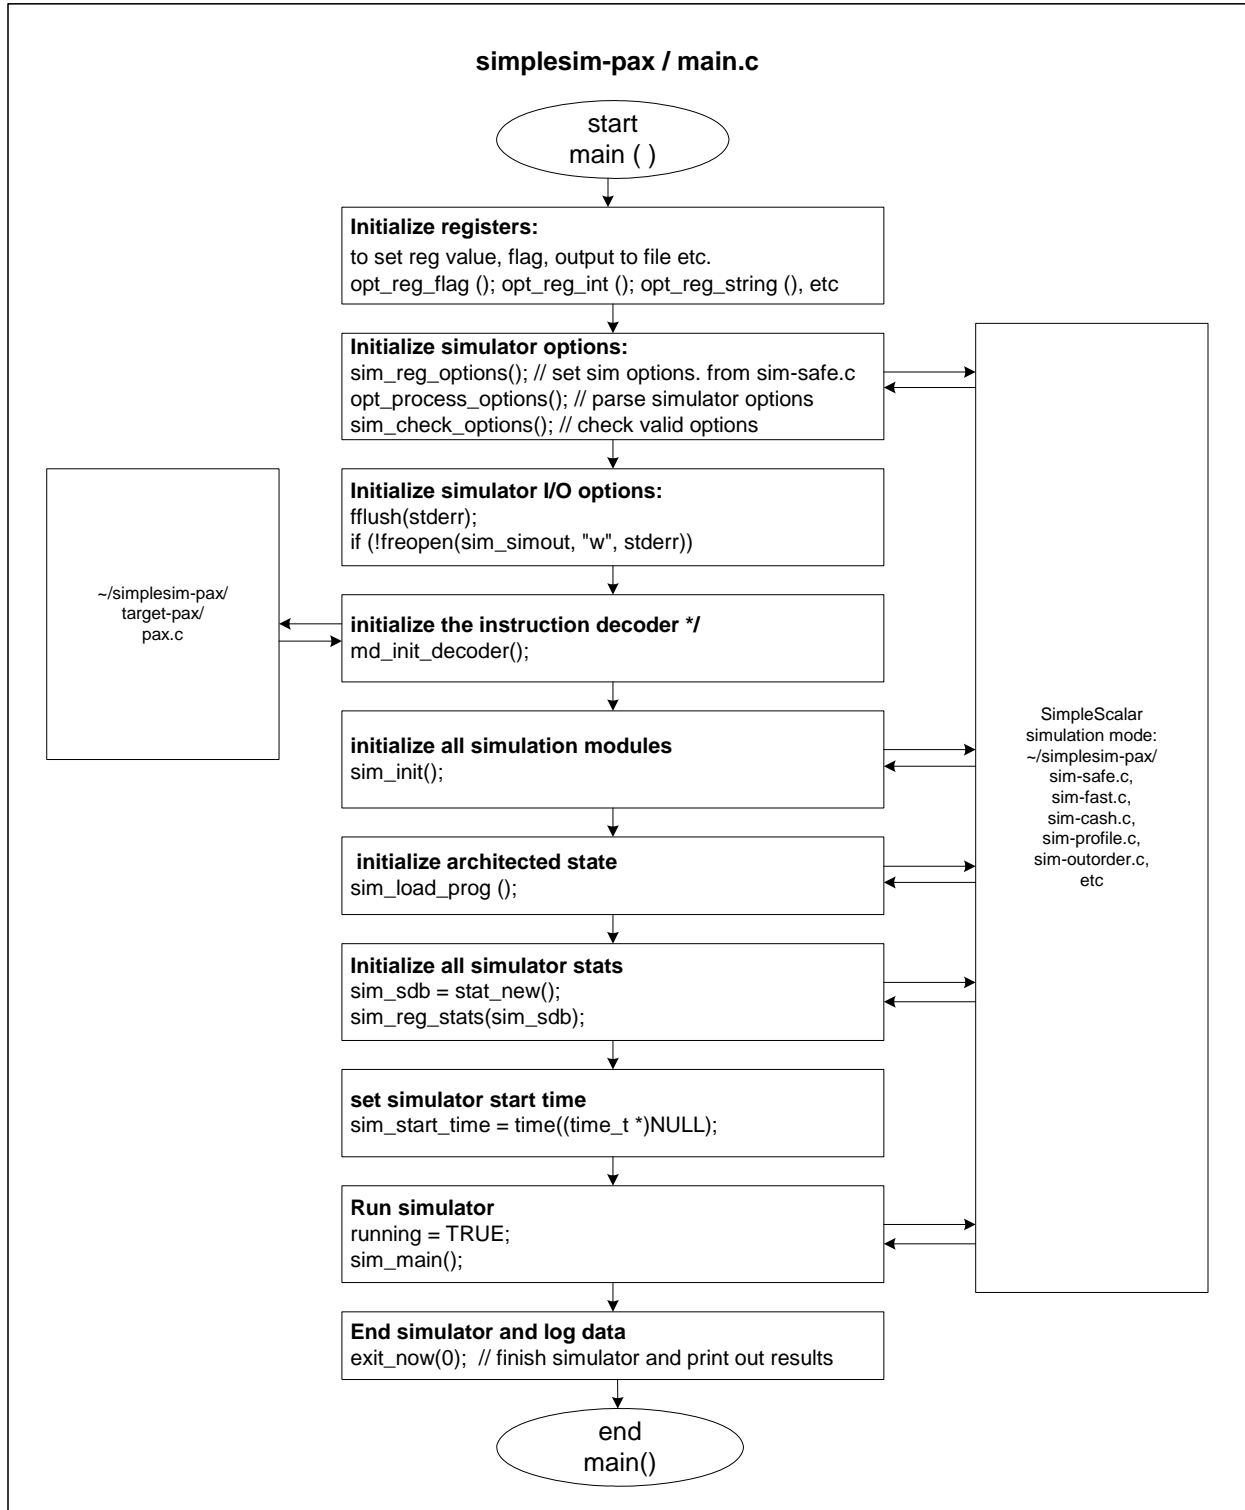 simplesim-pax / main.c
start
main ( )
Initialize registers:
to set reg value, flag, output to file etc.
opt_reg_flag (); opt_reg_int (); opt_reg_string (), etc
Initialize simulator options:
sim_reg_options(); // set sim options. from sim-safe.c
opt_process_options(); // parse simulator options
sim_check_options(); // check valid options
Initialize simulator I/O options:
fflush(stderr);
if (!freopen(sim_simout, "w", stderr))
~/simplesim-pax/
target-pax/
pax.c
initialize the instruction decoder */
md_init_decoder();
initialize all simulation modules
sim_init();
initialize architected state
sim_load_prog ();
Initialize all simulator stats
sim_sdb = stat_new();
sim_reg_stats(sim_sdb);
set simulator start time
sim_start_time = time((time_t *)NULL);
Run simulator
running = TRUE;
sim_main();
End simulator and log data
exit_now(0);  // finish simulator and print out results
end
main()
SimpleScalar
simulation mode:
~/simplesim-pax/
sim-safe.c,
sim-fast.c,
sim-cash.c,
sim-profile.c,
sim-outorder.c,
etc